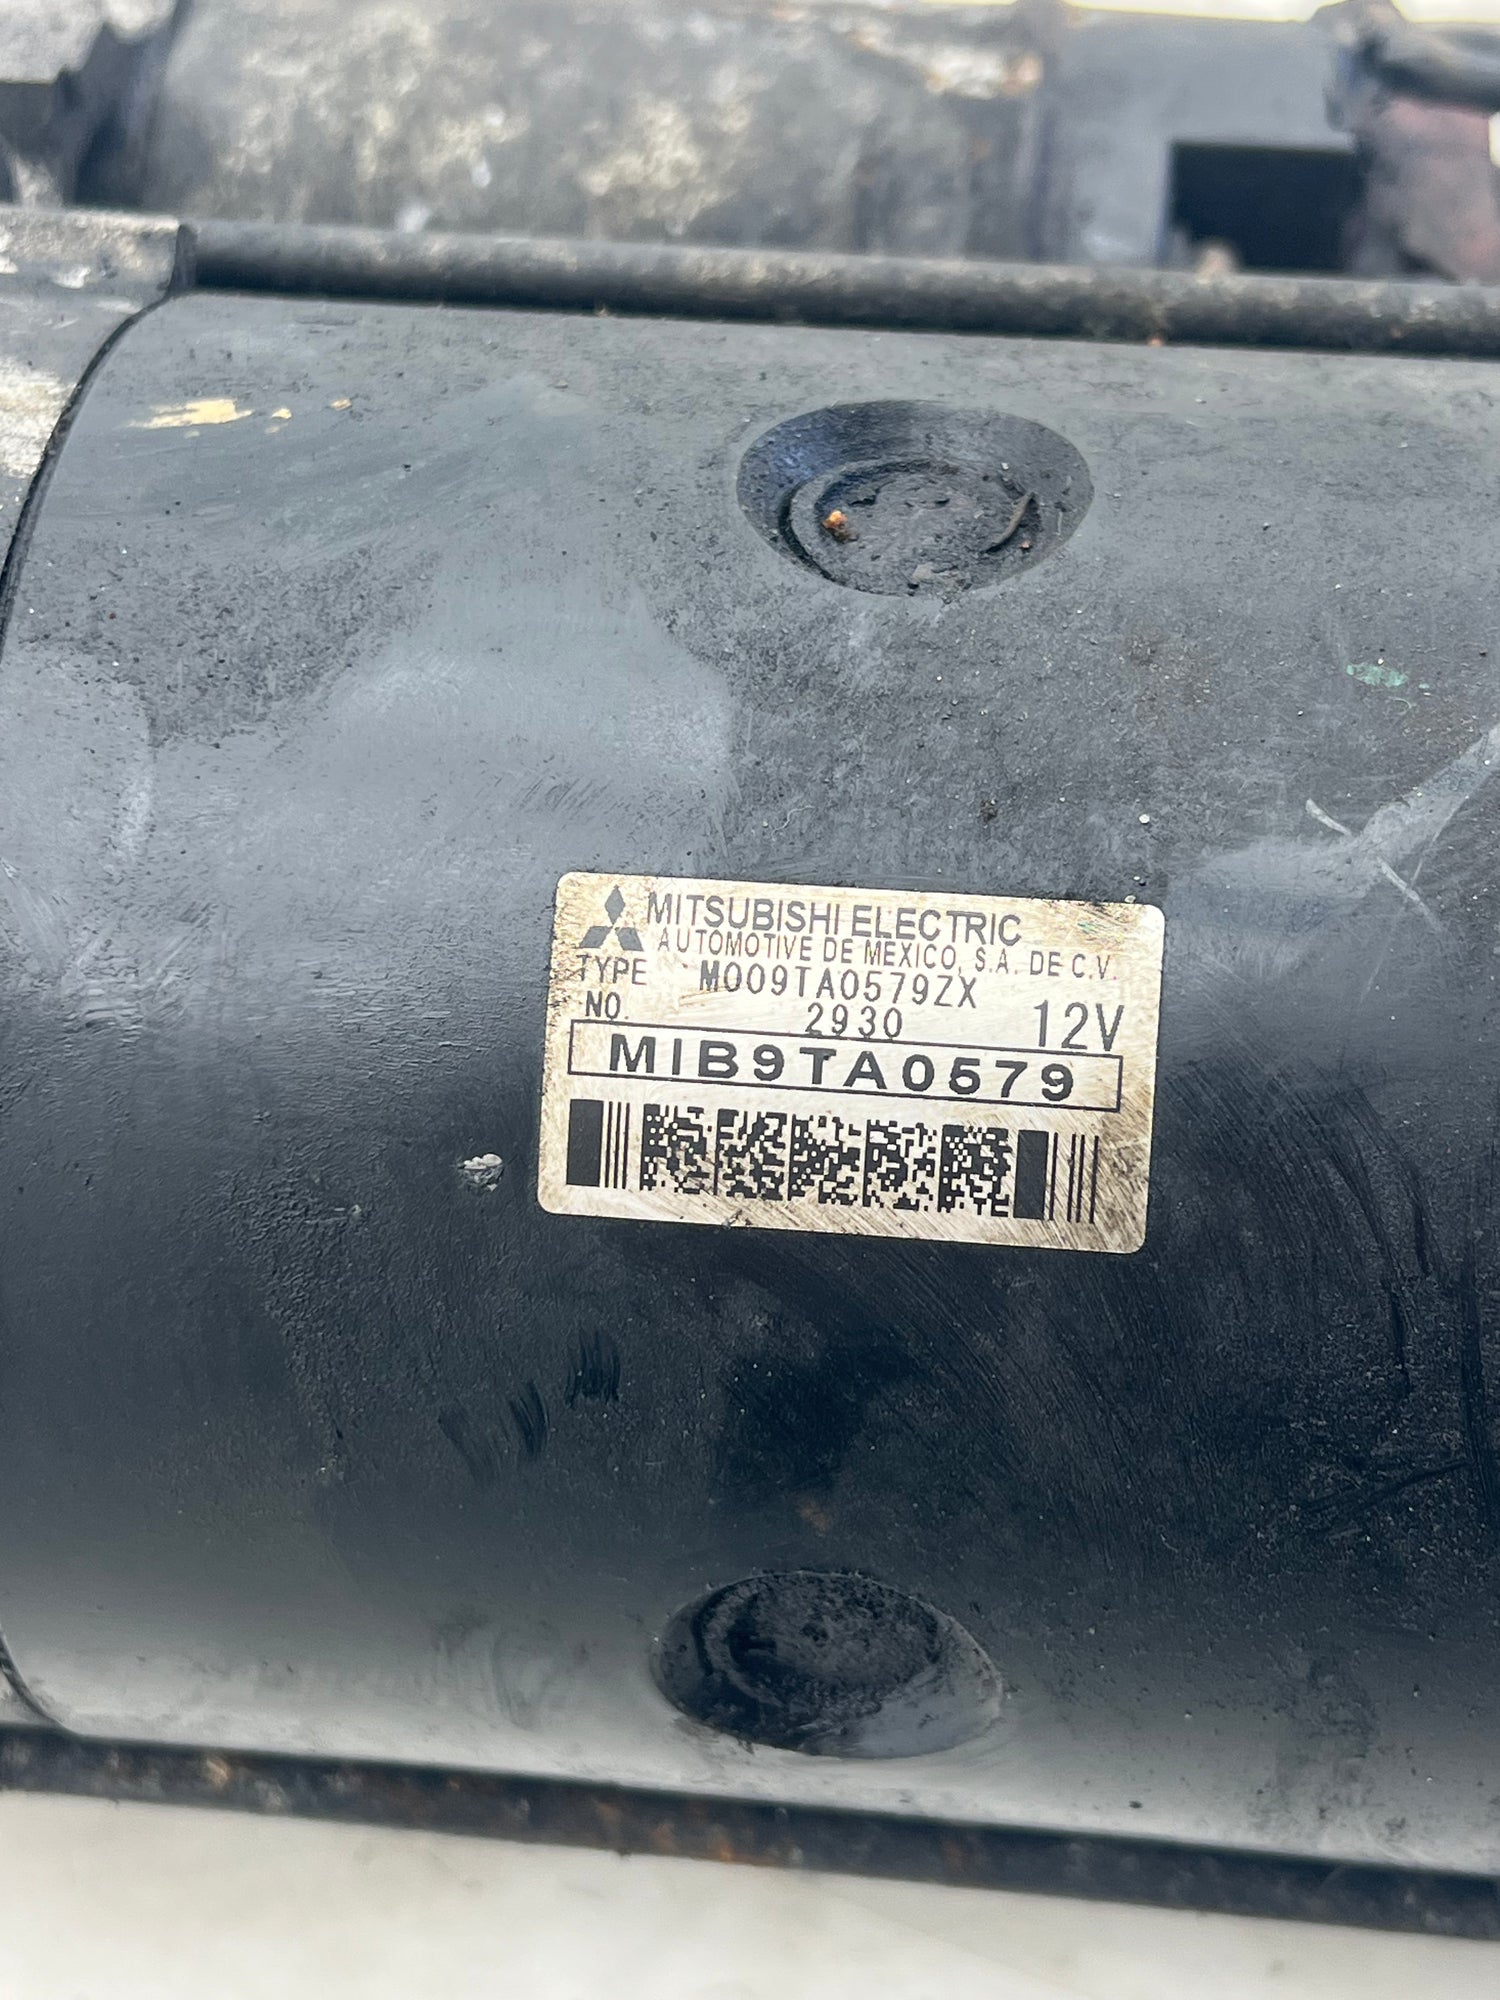 MITSUBISHI ELECTRIC
AUTOMOTIVE DE MEXICO, S.A. DE C.V.
TYPE M009TA0579ZX
NO. 2930 12V
MIB9TA0579